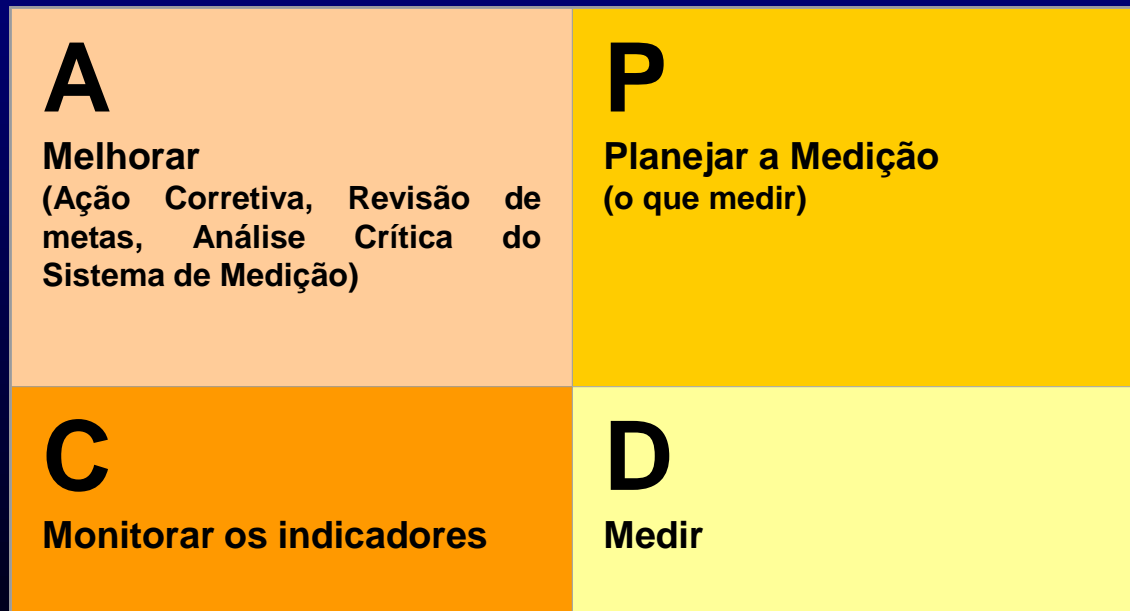 A
Melhorar
(Ação Corretiva, Revisão de
metas, Análise Crítica do
Sistema de Medição)
P
Planejar a Medição
(o que medir)
C
Monitorar os indicadores
D
Medir